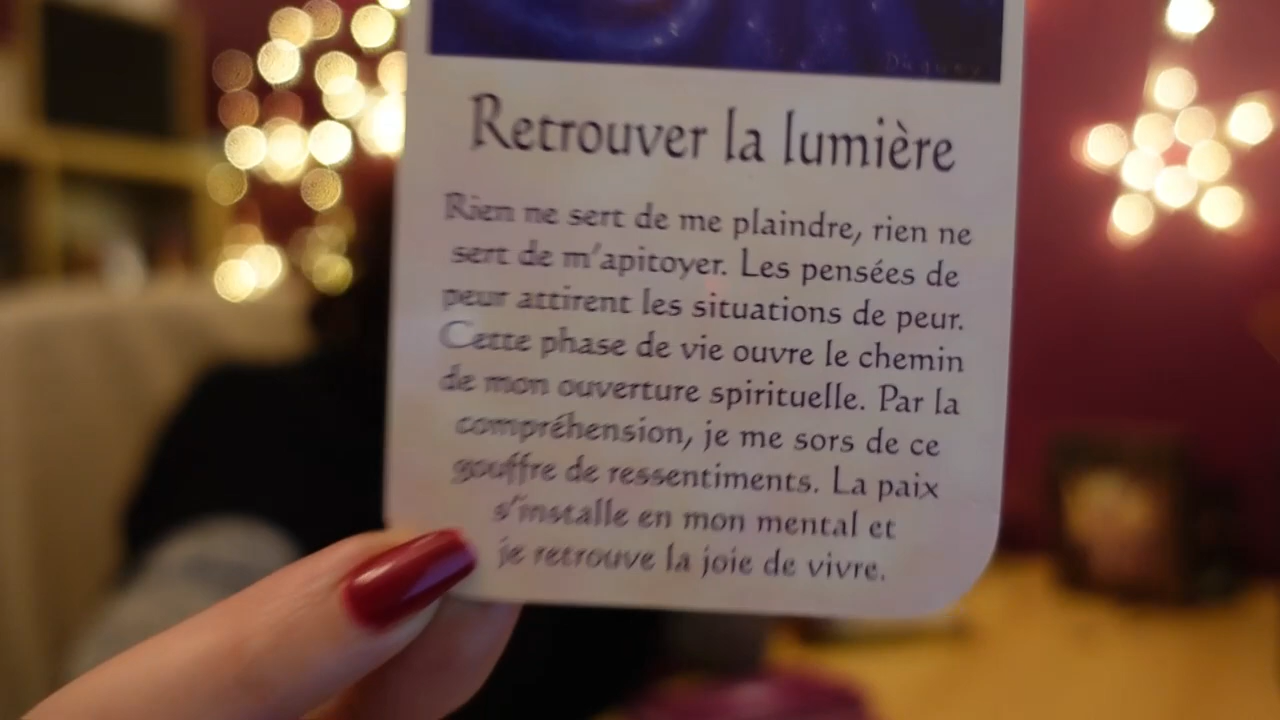 Retrouver la lumière
Rien ne sert de me plaindre, rien ne
sert de m'apitoyer. Les pensées de
peur attirent les situations de peur.
Cette phase de vie ouvre le chemin
de mon ouverture spirituelle. Par la
compréhension, je me sors de ce
gouffre de ressentiments. La paix
s'installe en mon mental et
je retrouve la joie de vivre.